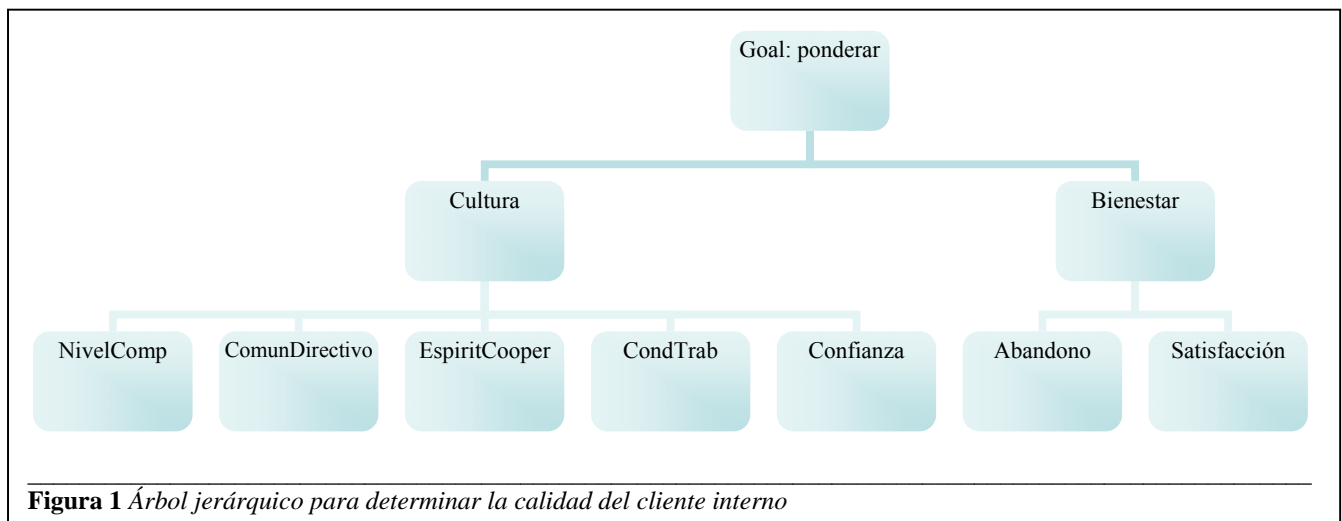 Goal: ponderar
Cultura
Bienestar
NivelComp
ComunDirectivo
EspiritCooper
CondTrab
Confianza
Abandono
Satisfacción
Figura 1 Árbol jerárquico para determinar la calidad del cliente interno